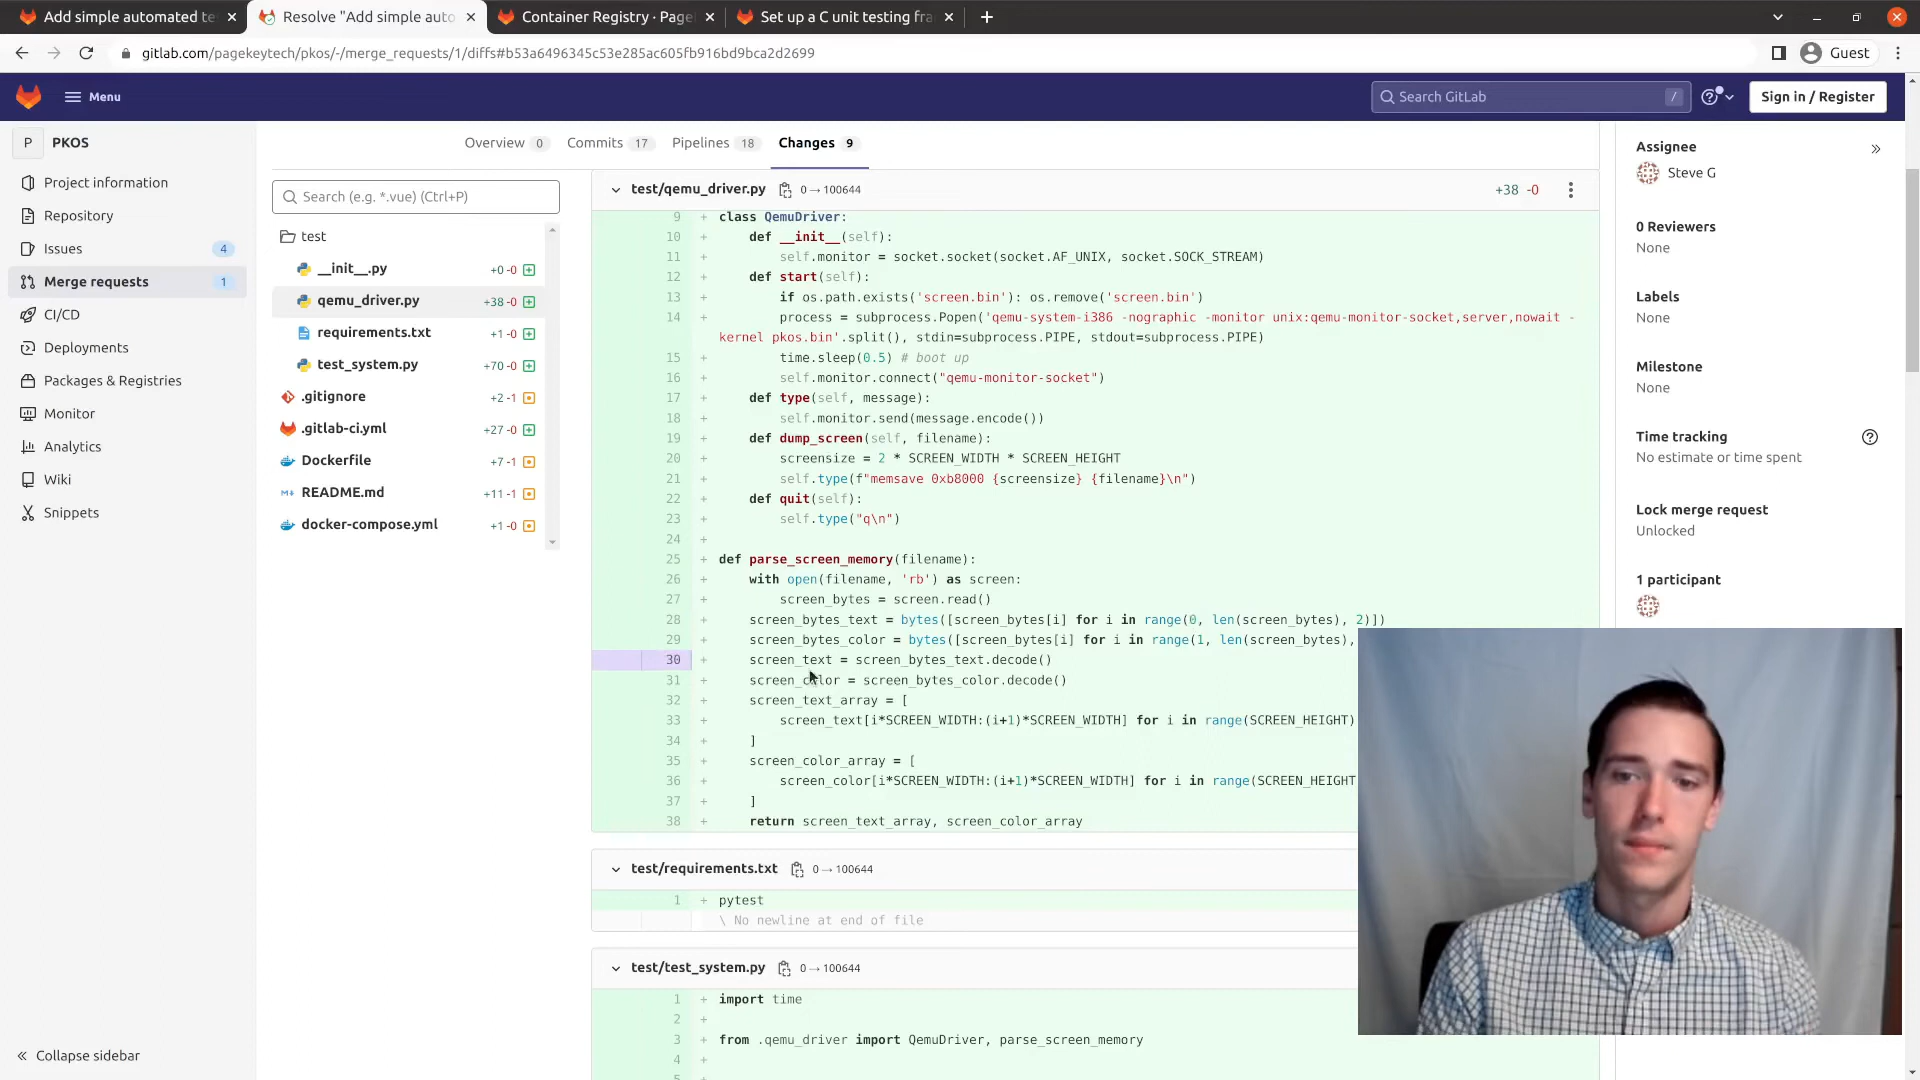 Add simple automated te
Resolve "Add simple auto
Container Registry · Page
Set up a C unit testing fra
gitlab.com/pagekeytech/pkos/-/merge_requests/1/diffs#b53a6496345c53e285ac605fb916bd9bca2d2699
Guest
Menu
Search GitLab
/
Sign in / Register
P PKOS
Project information
Repository
Issues 4
Merge requests 1
CI/CD
Deployments
Packages & Registries
Monitor
Analytics
Wiki
Snippets
Collapse sidebar
Overview 0 Commits 17 Pipelines 18 Changes 9
Search (e.g. *.vue) (Ctrl+P)
test
__init__.py +0 -0
qemu_driver.py +38 -0
requirements.txt +1 -0
test_system.py +70 -0
.gitignore +2 -1
.gitlab-ci.yml +27 -0
Dockerfile +7 -1
README.md +11 -1
docker-compose.yml +1 -0
test/qemu_driver.py 0 → 100644 +38 -0
9 + class QemuDriver:
10 + def __init__(self):
11 + self.monitor = socket.socket(socket.AF_UNIX, socket.SOCK_STREAM)
12 + def start(self):
13 + if os.path.exists('screen.bin'): os.remove('screen.bin')
14 + process = subprocess.Popen('qemu-system-i386 -nographic -monitor unix:qemu-monitor-socket,server,nowait -
kernel pkos.bin'.split(), stdin=subprocess.PIPE, stdout=subprocess.PIPE)
15 + time.sleep(0.5) # boot up
16 + self.monitor.connect("qemu-monitor-socket")
17 + def type(self, message):
18 + self.monitor.send(message.encode())
19 + def dump_screen(self, filename):
20 + screensize = 2 * SCREEN_WIDTH * SCREEN_HEIGHT
21 + self.type(f"memsave 0xb8000 {screensize} {filename}\n")
22 + def quit(self):
23 + self.type("q\n")
24 +
25 + def parse_screen_memory(filename):
26 + with open(filename, 'rb') as screen:
27 + screen_bytes = screen.read()
28 + screen_bytes_text = bytes([screen_bytes[i] for i in range(0, len(screen_bytes), 2)])
29 + screen_bytes_color = bytes([screen_bytes[i] for i in range(1, len(screen_bytes),
30 + screen_text = screen_bytes_text.decode()
31 + screen_color = screen_bytes_color.decode()
32 + screen_text_array = [
33 + screen_text[i*SCREEN_WIDTH:(i+1)*SCREEN_WIDTH] for i in range(SCREEN_HEIGHT)
34 + ]
35 + screen_color_array = [
36 + screen_color[i*SCREEN_WIDTH:(i+1)*SCREEN_WIDTH] for i in range(SCREEN_HEIGHT
37 + ]
38 + return screen_text_array, screen_color_array
test/requirements.txt 0 → 100644
1 + pytest
\ No newline at end of file
test/test_system.py 0 → 100644
1 + import time
2 +
3 + from .qemu_driver import QemuDriver, parse_screen_memory
4 +
5 +
Assignee
Steve G
0 Reviewers
None
Labels
None
Milestone
None
Time tracking
No estimate or time spent
Lock merge request
Unlocked
1 participant